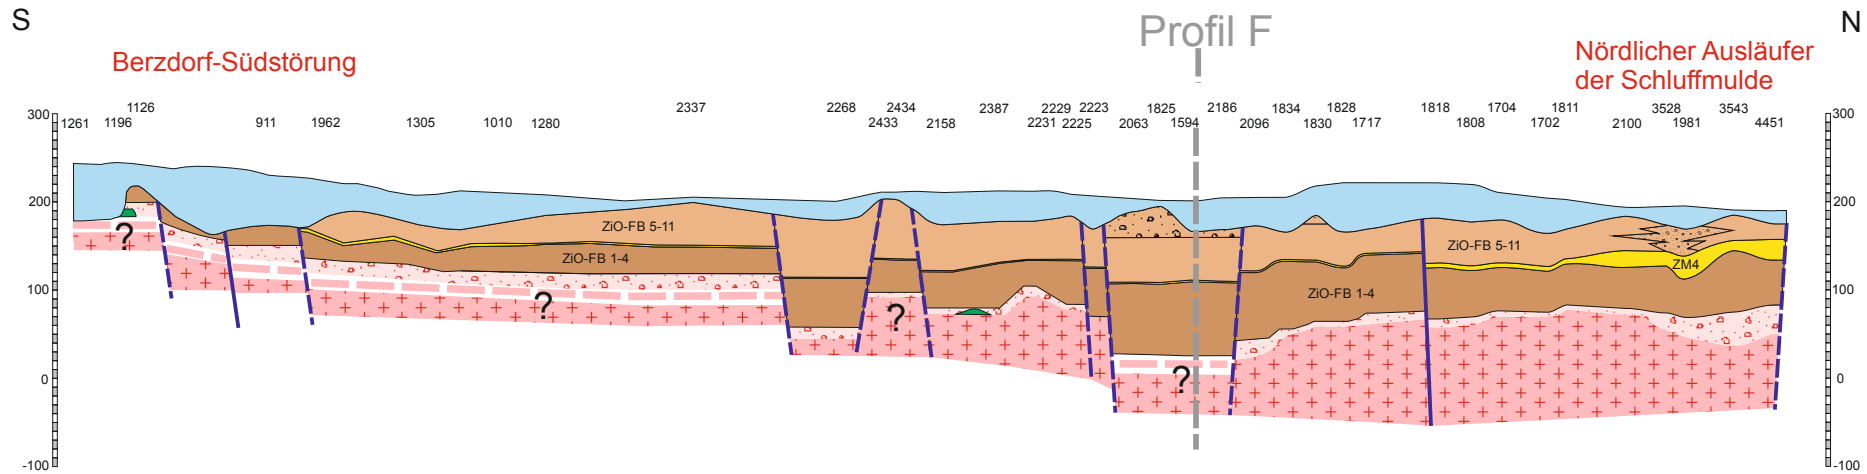 S
N
Profil F
Berzdorf-Südstörung
Nördlicher Ausläufer
der Schluffmulde
1126 2337 2268 2434 2387 2229 2223 1825 2186 1834 1828 1818 1704 1811 3528 3543
1261 1196 911 1962 1305 1010 1280 2433 2158 2231 2225 2063 1594 2096 1830 1717 1808 1702 2100 1981 4451
300 300
200 200
ZiO-FB 5-11
ZiO-FB 5-11
ZiO-FB 1-4
ZM4
?
100 100
ZiO-FB 1-4
?
?
0 0
?
-100 -100